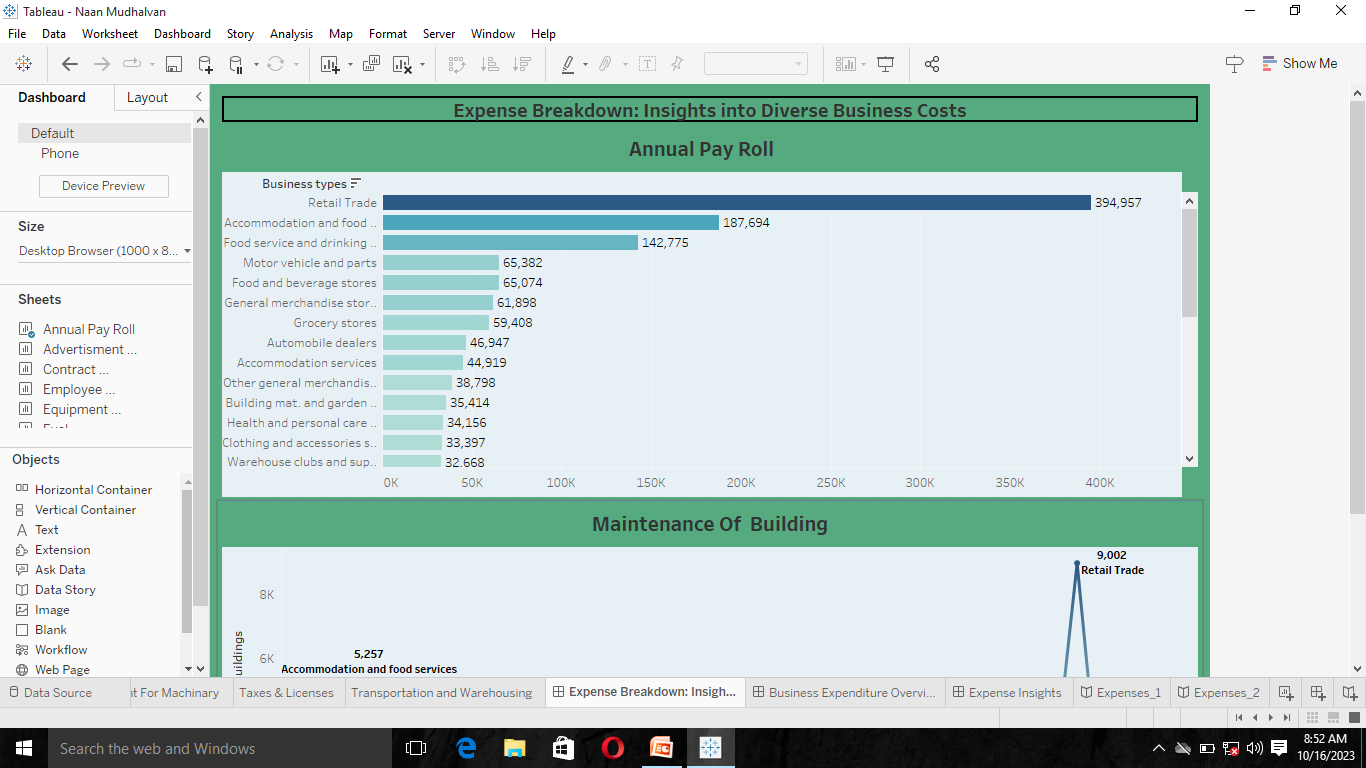 Tableau - Naan Mudhalvan
File Data Worksheet Dashboard Story Analysis Map Format Server Window Help
Show Me
Dashboard Layout
Default
Phone
Device Preview
Size
Desktop Browser (1000 x 8...
Sheets
Annual Pay Roll
Advertisment ...
Contract ...
Employee ...
Equipment ...
Objects
Horizontal Container
Vertical Container
Text
Extension
Ask Data
Data Story
Image
Blank
Workflow
Web Page
Expense Breakdown: Insights into Diverse Business Costs
Annual Pay Roll
Business types
Retail Trade 394,957
Accommodation and food .. 187,694
Food service and drinking .. 142,775
Motor vehicle and parts 65,382
Food and beverage stores 65,074
General merchandise stor.. 61,898
Grocery stores 59,408
Automobile dealers 46,947
Accommodation services 44,919
Other general merchandis.. 38,798
Building mat. and garden .. 35,414
Health and personal care .. 34,156
Clothing and accessories s.. 33,397
Warehouse clubs and sup.. 32,668
0K 50K 100K 150K 200K 250K 300K 350K 400K
Maintenance Of Building
9,002
Retail Trade
8K
5,257
6K
Accommodation and food services
uildings
Data Source
t For Machinary
Taxes & Licenses
Transportation and Warehousing
Expense Breakdown: Insigh...
Business Expenditure Overvi...
Expense Insights
Expenses_1
Expenses_2
Search the web and Windows
8:52 AM
10/16/2023